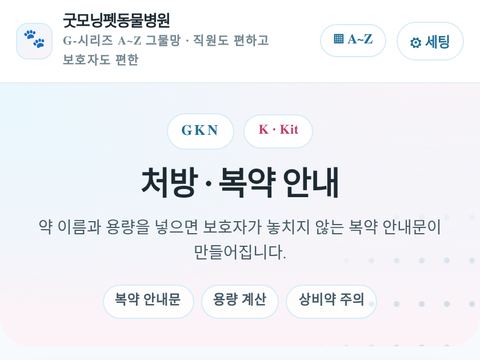 굿모닝펫동물병원
G-시리즈 A~Z 그물망 · 직원도 편하고
보호자도 편한
A~Z
세팅
GKN
K · Kit
처방 · 복약 안내
약 이름과 용량을 넣으면 보호자가 놓치지 않는 복약 안내문이
만들어집니다.
복약 안내문
용량 계산
상비약 주의